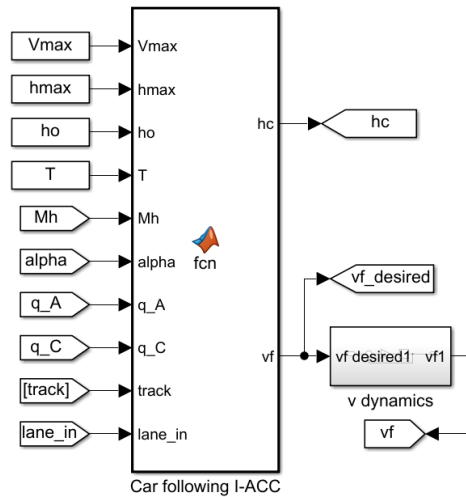 Vmax
Vmax
hmax
hmax
ho
ho
hc
hc
T
T
Mh
Mh
alpha
alpha
fcn
vf_desired
q_A
q_A
q_C
q_C
vf
vf desired1
vf1
[track]
track
v dynamics
lane_in
lane_in
vf
Car following I-ACC